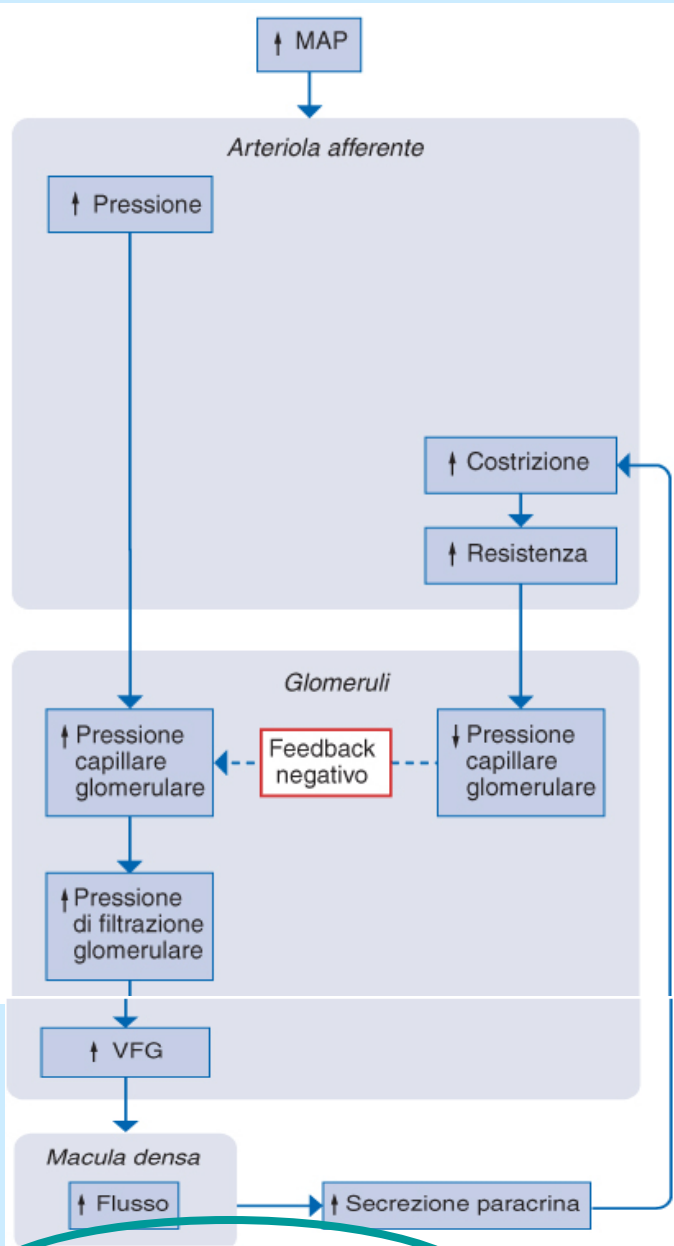 ↑ MAP
Arteriola afferente
↑ Pressione
↑ Costrizione
↑ Resistenza
Glomeruli
↑ Pressione
capillare
glomerulare
Feedback
negativo
↓ Pressione
capillare
glomerulare
↑ Pressione
di filtrazione
glomerulare
↑ VFG
Macula densa
↑ Flusso
↑ Secrezione paracrina